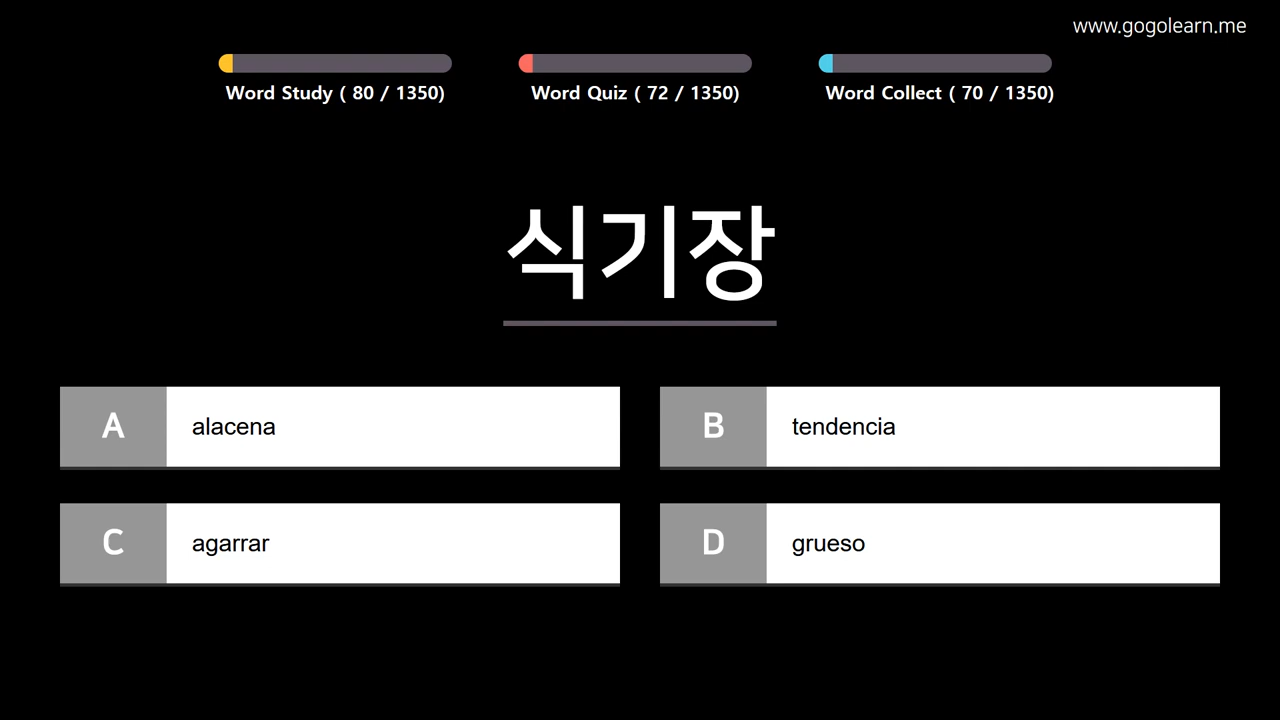 www.gogolearn.me
Word Study ( 80 / 1350)
Word Quiz ( 72 / 1350)
Word Collect ( 70 / 1350)
식기장
A alacena
B tendencia
C agarrar
D grueso